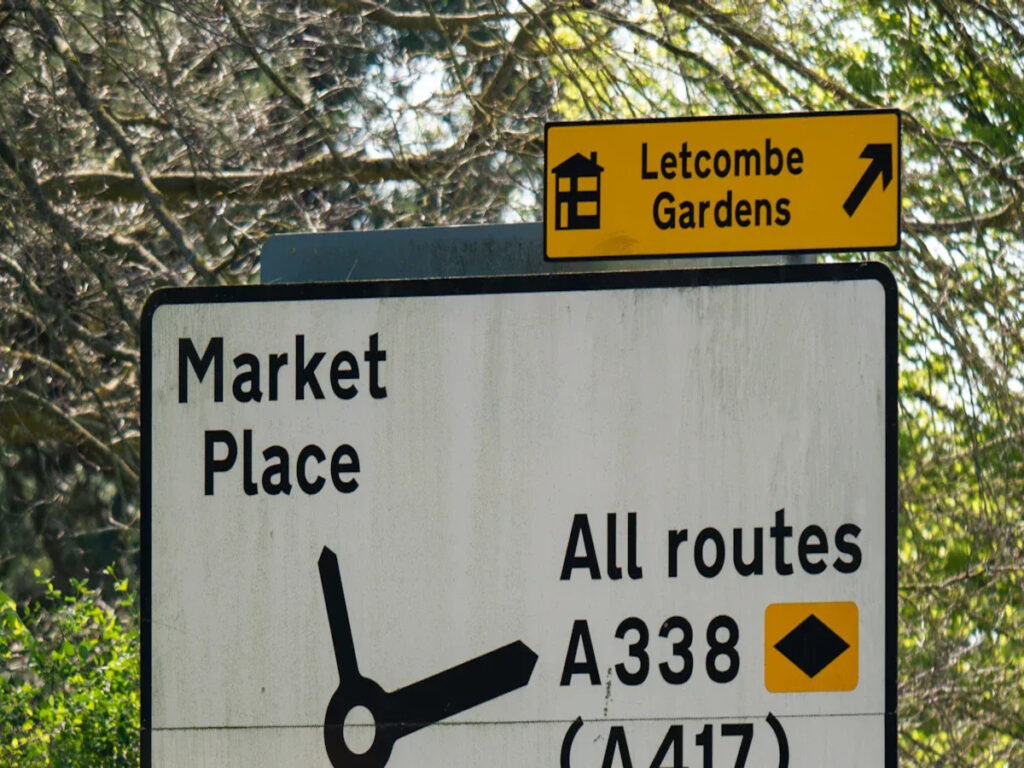 Letcombe
Gardens
Market
Place
All routes
A338
(A417)